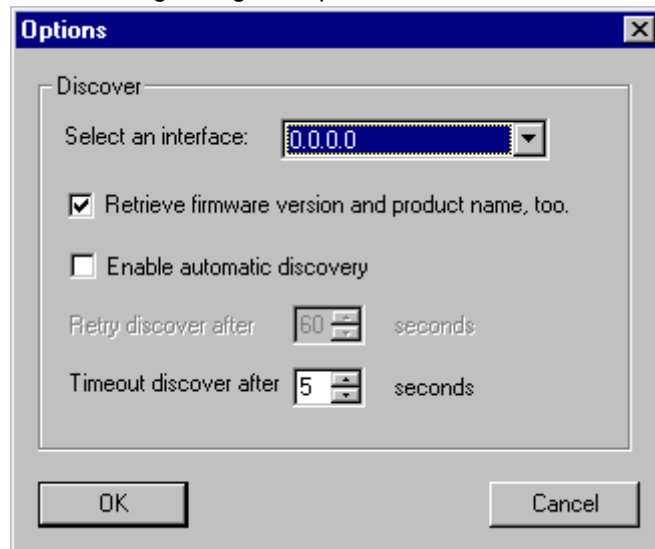 Options
Discover
Select an interface: 0.0.0.0
Retrieve firmware version and product name, too.
Enable automatic discovery
Retry discover after 60 seconds
Timeout discover after 5 seconds
OK Cancel